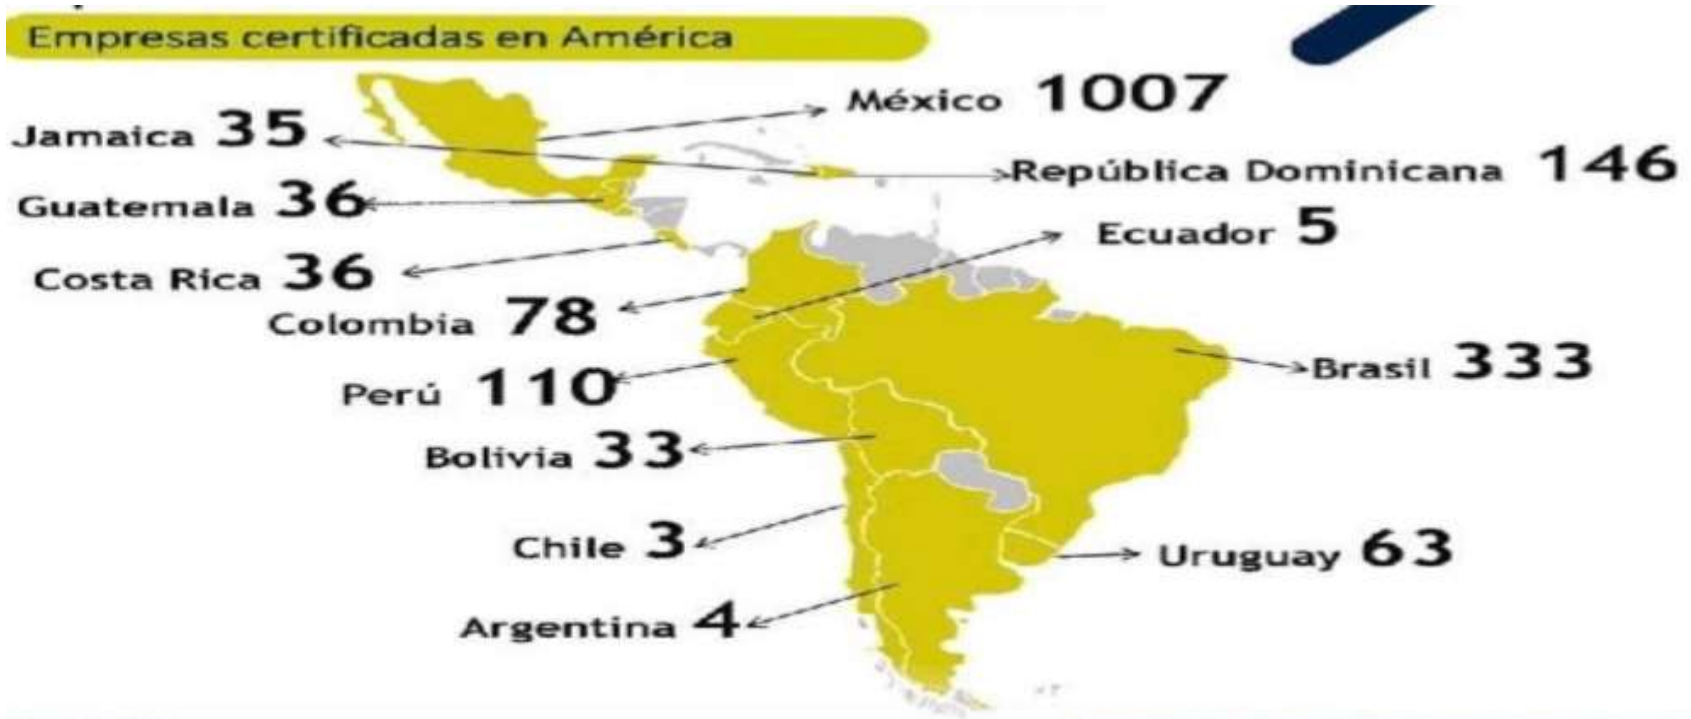 Empresas certificadas en América
México 1007
Jamaica 35
República Dominicana 146
Guatemala 36
Ecuador 5
Costa Rica 36
Colombia 78
Brasil 333
Perú 110
Bolivia 33
Chile 3
Uruguay 63
Argentina 4